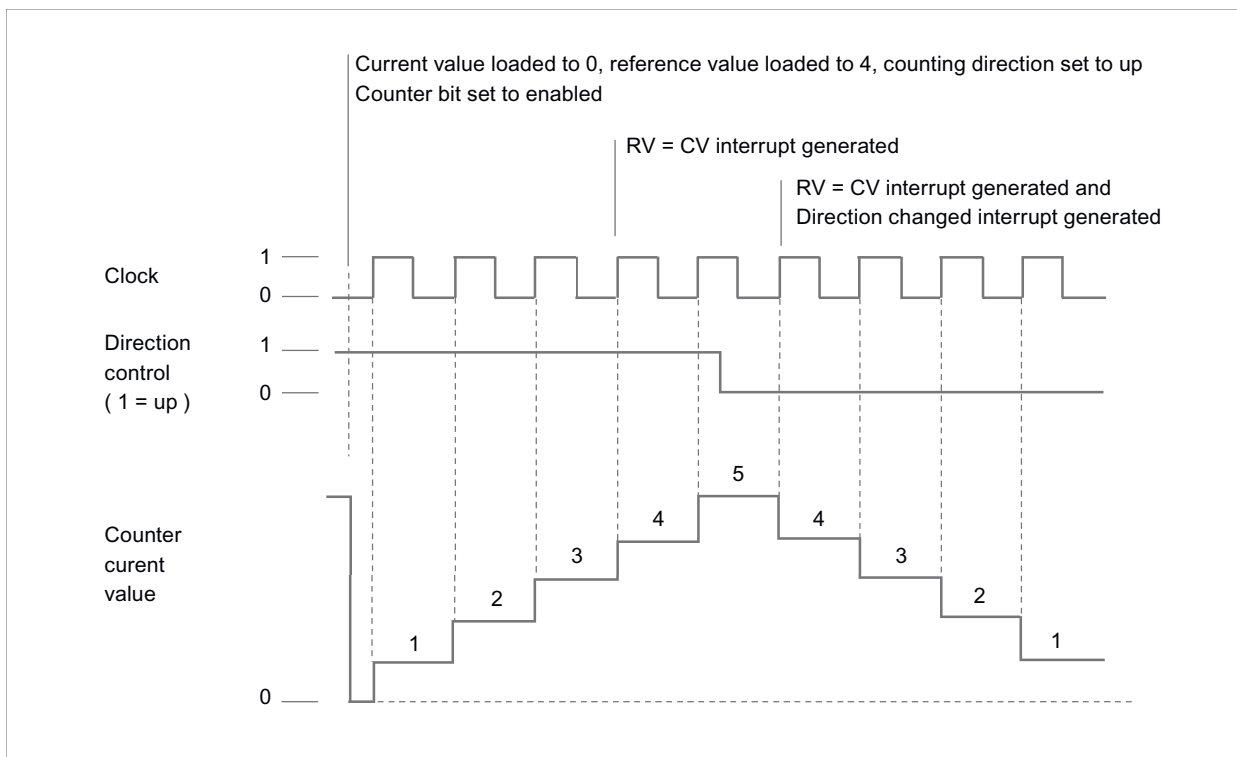 Current value loaded to 0, reference value loaded to 4, counting direction set to up
Counter bit set to enabled
RV = CV interrupt generated
RV = CV interrupt generated and
Direction changed interrupt generated
Clock
1
0
Direction
control
( 1 = up )
1
0
Counter
curent
value
0
1
2
3
4
5
4
3
2
1